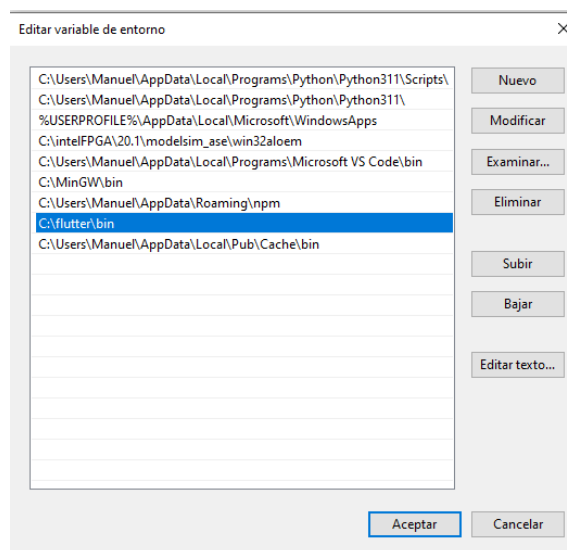 Editar variable de entorno
C:\Users\Manuel\AppData\Local\Programs\Python\Python311\Scripts\
C:\Users\Manuel\AppData\Local\Programs\Python\Python311\
%USERPROFILE%\AppData\Local\Microsoft\WindowsApps
C:\intelFPGA\20.1\modelsim_ase\win32aloem
C:\Users\Manuel\AppData\Local\Programs\Microsoft VS Code\bin
C:\MinGW\bin
C:\Users\Manuel\AppData\Roaming\npm
C:\flutter\bin
C:\Users\Manuel\AppData\Local\Pub\Cache\bin
Nuevo
Modificar
Examinar...
Eliminar
Subir
Bajar
Editar texto...
Aceptar
Cancelar